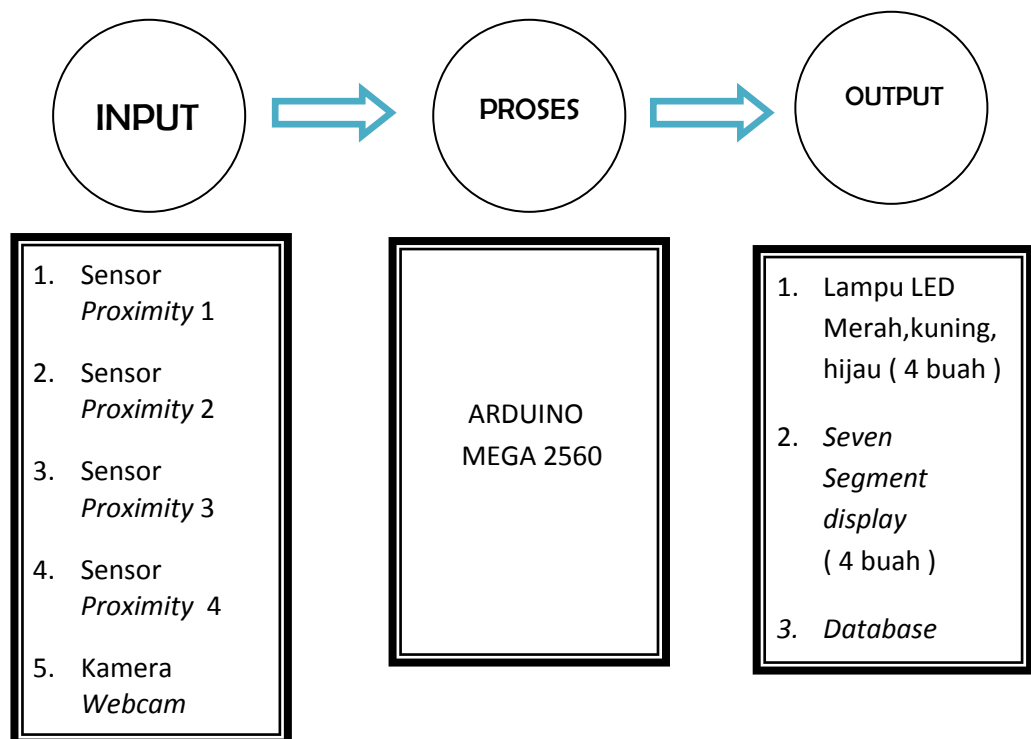 INPUT
PROSES
OUTPUT
1. Sensor
Proximity 1
2. Sensor
Proximity 2
3. Sensor
Proximity 3
4. Sensor
Proximity 4
5. Kamera
Webcam
ARDUINO
MEGA 2560
1. Lampu LED
Merah,kuning,
hijau ( 4 buah )
2. Seven
Segment
display
( 4 buah )
3. Database